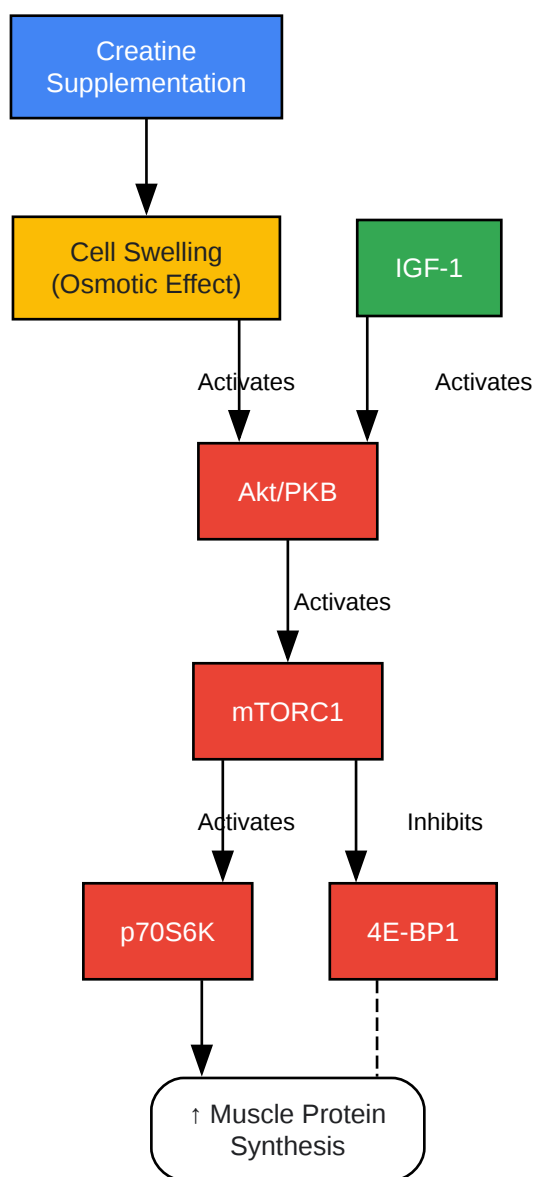 Creatine
Supplementation
Cell Swelling
(Osmotic Effect)
IGF-1
Activates
Activates
Akt/PKB
Activates
mTORC1
Activates
Inhibits
p70S6K
4E-BP1
↑ Muscle Protein
Synthesis